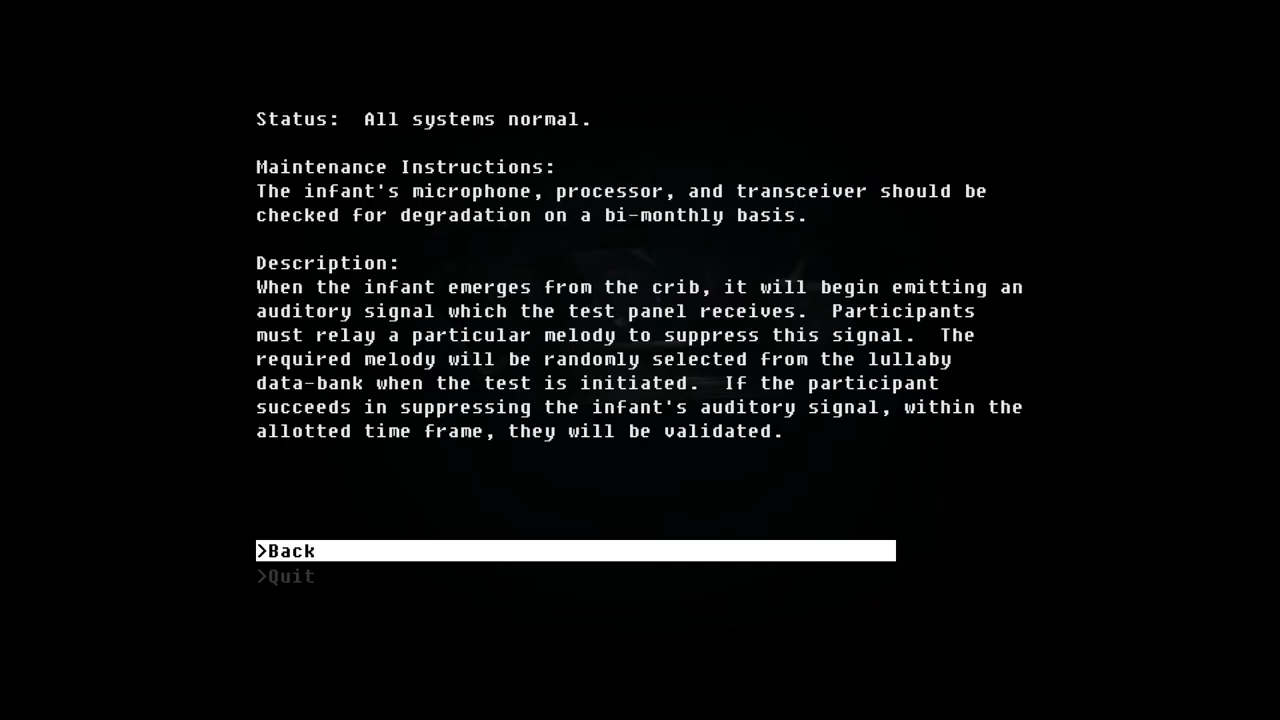 Status:  All systems normal.
Maintenance Instructions:
The infant's microphone, processor, and transceiver should be
checked for degradation on a bi-monthly basis.
Description:
When the infant emerges from the crib, it will begin emitting an
auditory signal which the test panel receives.  Participants
must relay a particular melody to suppress this signal.  The
required melody will be randomly selected from the lullaby
data-bank when the test is initiated.  If the participant
succeeds in suppressing the infant's auditory signal, within the
allotted time frame, they will be validated.
>Back
>Quit